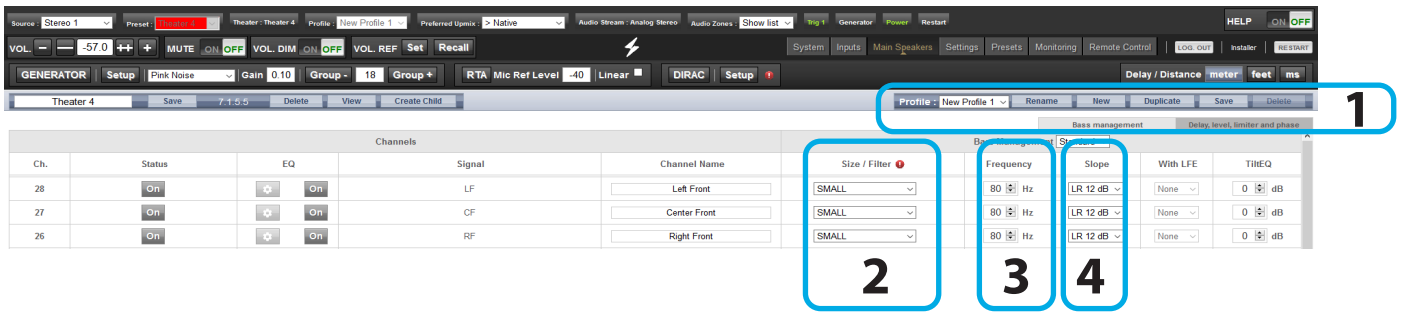 Source : Stereo 1 Preset : Theater 4 Theater : Theater 4 Profile : New Profile 1 Preferred Upmix : > Native Audio Stream : Analog Stereo Audio Zones : Show list Trig 1 Generator Power Restart HELP ON OFF
VOL. -57.0 MUTE ON OFF VOL. DIM ON OFF VOL. REF Set Recall System Inputs Main Speakers Settings Presets Monitoring Remote Control LOG. OUT Installer RESTART
GENERATOR Setup Pink Noise Gain 0.10 Group - 18 Group + RTA Mic Ref Level -40 Linear DIRAC Setup Delay / Distance meter feet ms
Theater 4 Save 7.1.5.5 Delete View Create Child Profile : New Profile 1 Rename New Duplicate Save Delete 1
Bass management Delay, level, limiter and phase
Channels Bass Management Standard
Ch. Status EQ Signal Channel Name Size / Filter Frequency Slope With LFE TiltEQ
28 On On LF Left Front SMALL 80 Hz LR 12 dB None 0 dB
27 On On CF Center Front SMALL 80 Hz LR 12 dB None 0 dB
26 On On RF Right Front SMALL 80 Hz LR 12 dB None 0 dB
2 3 4